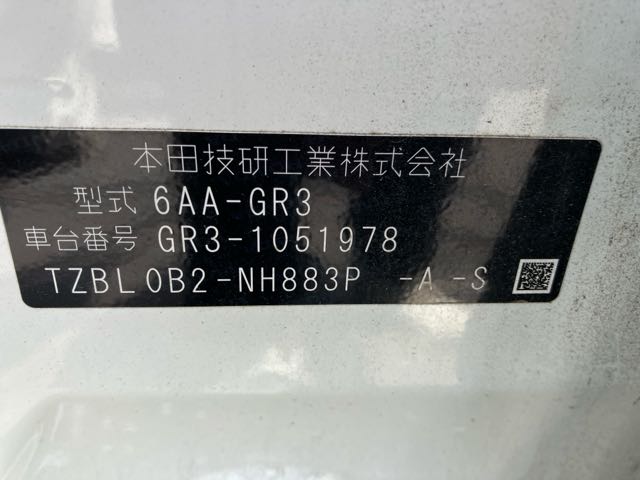 本田技研工業株式会社
型式 6AA-GR3
車台番号 GR3-1051978
TZBL0B2-NH883P -A -S